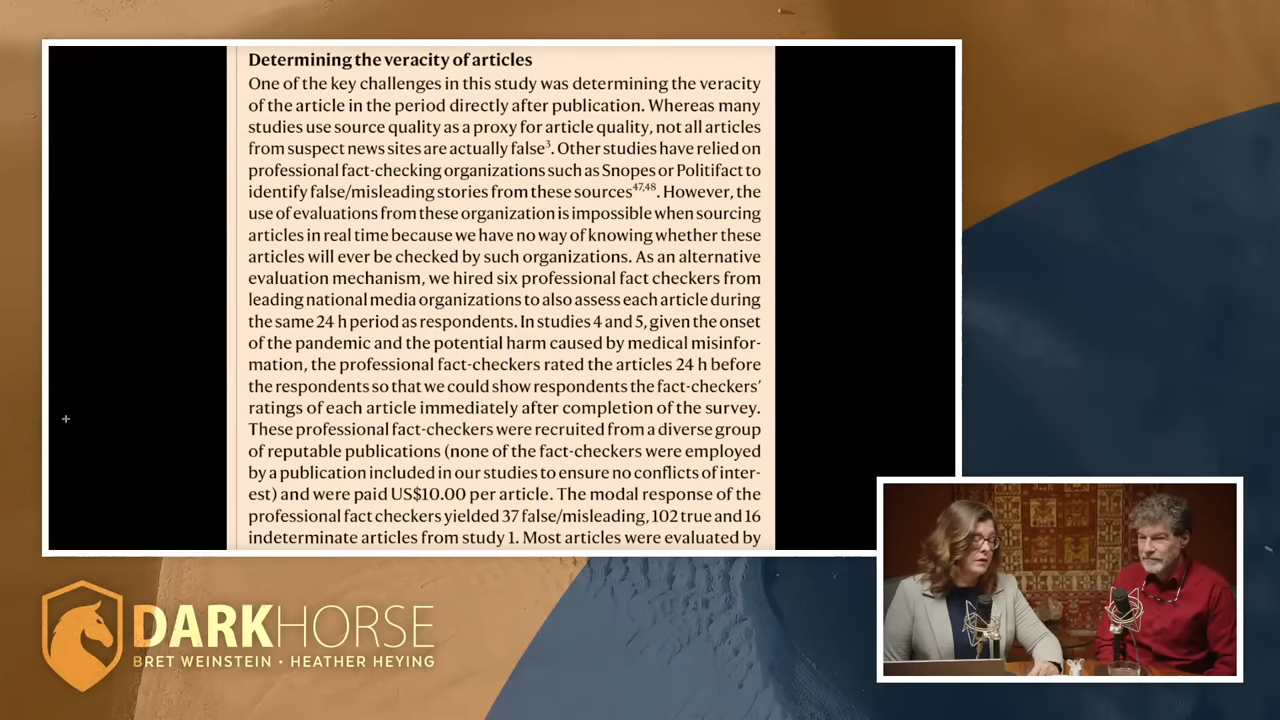 Determining the veracity of articles
One of the key challenges in this study was determining the veracity
of the article in the period directly after publication. Whereas many
studies use source quality as a proxy for article quality, not all articles
from suspect news sites are actually false3. Other studies have relied on
professional fact-checking organizations such as Snopes or Politifact to
identify false/misleading stories from these sources47,48. However, the
use of evaluations from these organization is impossible when sourcing
articles in real time because we have no way of knowing whether these
articles will ever be checked by such organizations. As an alternative
evaluation mechanism, we hired six professional fact checkers from
leading national media organizations to also assess each article during
the same 24 h period as respondents. In studies 4 and 5, given the onset
of the pandemic and the potential harm caused by medical misinfor-
mation, the professional fact-checkers rated the articles 24 h before
the respondents so that we could show respondents the fact-checkers’
ratings of each article immediately after completion of the survey.
These professional fact-checkers were recruited from a diverse group
of reputable publications (none of the fact-checkers were employed
by a publication included in our studies to ensure no conflicts of inter-
est) and were paid US$10.00 per article. The modal response of the
professional fact checkers yielded 37 false/misleading, 102 true and 16
indeterminate articles from study 1. Most articles were evaluated by
DARKHORSE
BRET WEINSTEIN • HEATHER HEYING